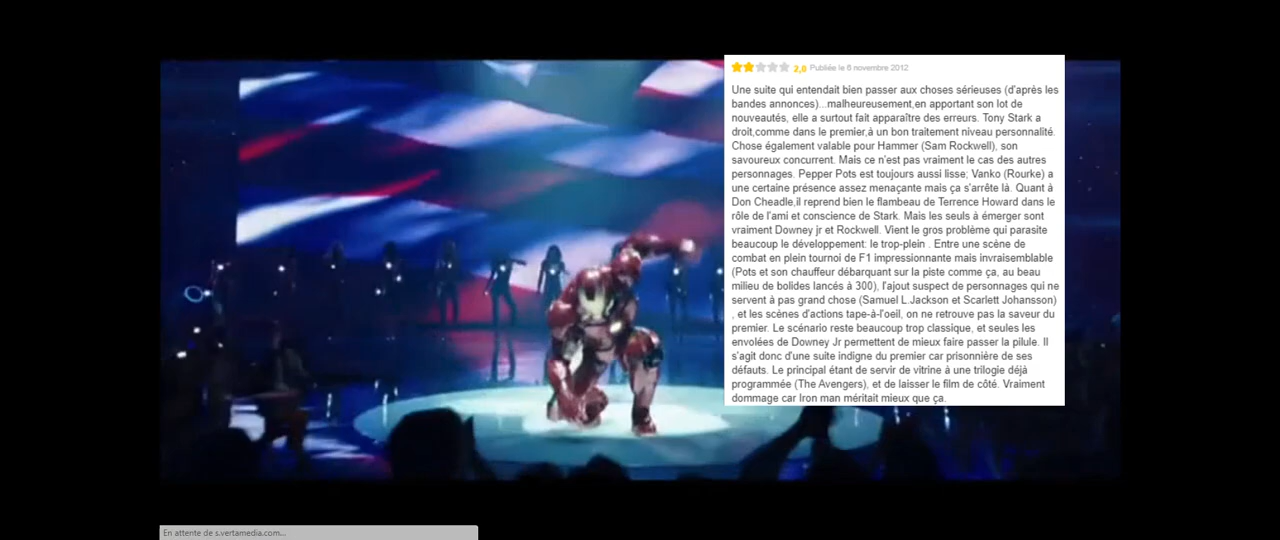 2,0 Publiée le 6 novembre 2012
Une suite qui entendait bien passer aux choses sérieuses (d'après les
bandes annonces)...malheureusement,en apportant son lot de
nouveautés, elle a surtout fait apparaître des erreurs. Tony Stark a
droit,comme dans le premier,à un bon traitement niveau personnalité.
Chose également valable pour Hammer (Sam Rockwell), son
savoureux concurrent. Mais ce n'est pas vraiment le cas des autres
personnages. Pepper Pots est toujours aussi lisse; Vanko (Rourke) a
une certaine présence assez menaçante mais ça s'arrête là. Quant à
Don Cheadle,il reprend bien le flambeau de Terrence Howard dans le
rôle de l'ami et conscience de Stark. Mais les seuls à émerger sont
vraiment Downey jr et Rockwell. Vient le gros problème qui parasite
beaucoup le développement: le trop-plein . Entre une scène de
combat en plein tournoi de F1 impressionnante mais invraisemblable
(Pots et son chauffeur débarquant sur la piste comme ça, au beau
milieu de bolides lancés à 300), l'ajout suspect de personnages qui ne
servent à pas grand chose (Samuel L.Jackson et Scarlett Johansson)
, et les scènes d'actions tape-à-l'oeil, on ne retrouve pas la saveur du
premier. Le scénario reste beaucoup trop classique, et seules les
envolées de Downey Jr permettent de mieux faire passer la pilule. Il
s'agit donc d'une suite indigne du premier car prisonnière de ses
défauts. Le principal étant de servir de vitrine à une trilogie déjà
programmée (The Avengers), et de laisser le film de côté. Vraiment
dommage car Iron man méritait mieux que ça.
En attente de s.vertamedia.com...